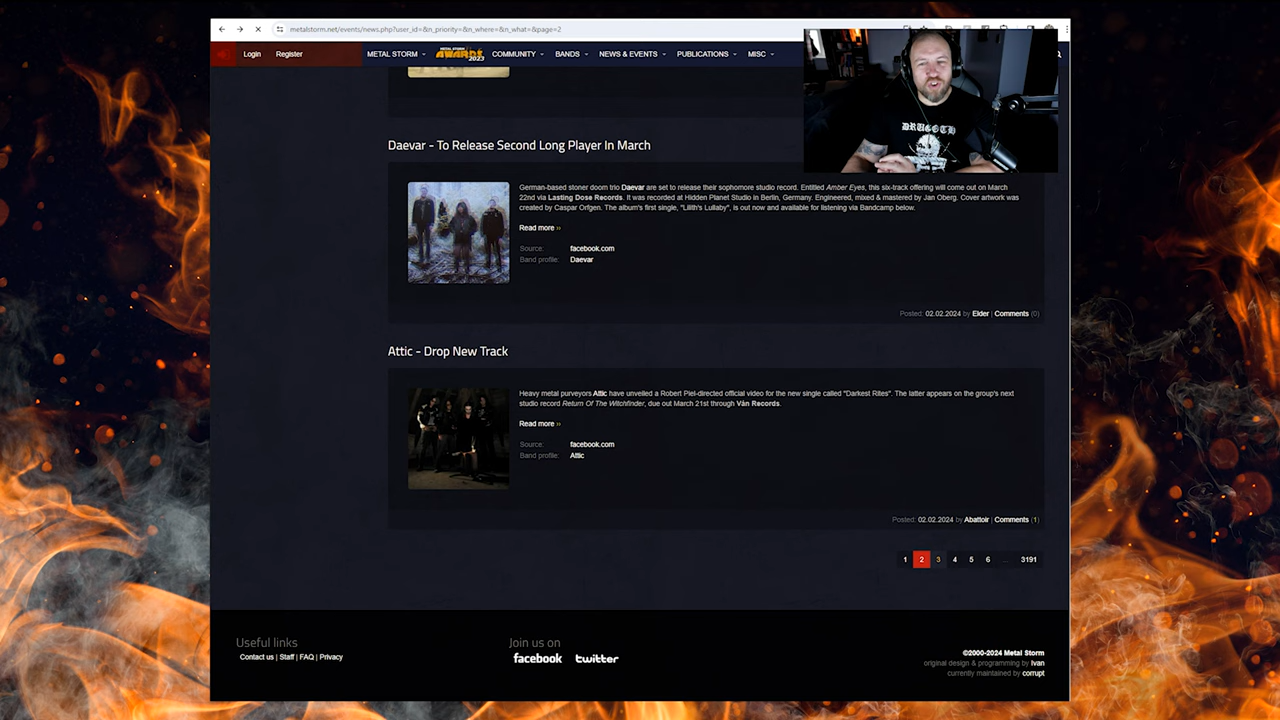 metalstorm.net/events/news.php?user_id=&n_priority=&n_where=&n_what=&page=2
Login Register METAL STORM METAL STORM AWARDS 2023 COMMUNITY BANDS NEWS & EVENTS PUBLICATIONS MISC
Daevar - To Release Second Long Player In March
German-based stoner doom trio Daevar are set to release their sophomore studio record. Entitled Amber Eyes, this six-track offering will come out on March
22nd via Lasting Dose Records. It was recorded at Hidden Planet Studio in Berlin, Germany. Engineered, mixed & mastered by Jan Oberg. Cover artwork was
created by Caspar Orfgen. The album's first single, "Lilith's Lullaby", is out now and available for listening via Bandcamp below.
Read more ››
Source: facebook.com
Band profile: Daevar
Posted: 02.02.2024 by Elder | Comments (0)
Attic - Drop New Track
Heavy metal purveyors Attic have unveiled a Robert Piel-directed official video for the new single called "Darkest Rites". The latter appears on the group's next
studio record Return Of The Witchfinder, due out March 21st through Ván Records.
Read more ››
Source: facebook.com
Band profile: Attic
Posted: 02.02.2024 by Abattoir | Comments (1)
1 2 3 4 5 6 ... 3191
Useful links
Contact us | Staff | FAQ | Privacy
Join us on
facebook twitter
©2000-2024 Metal Storm
original design & programming by ivan
currently maintained by corrupt